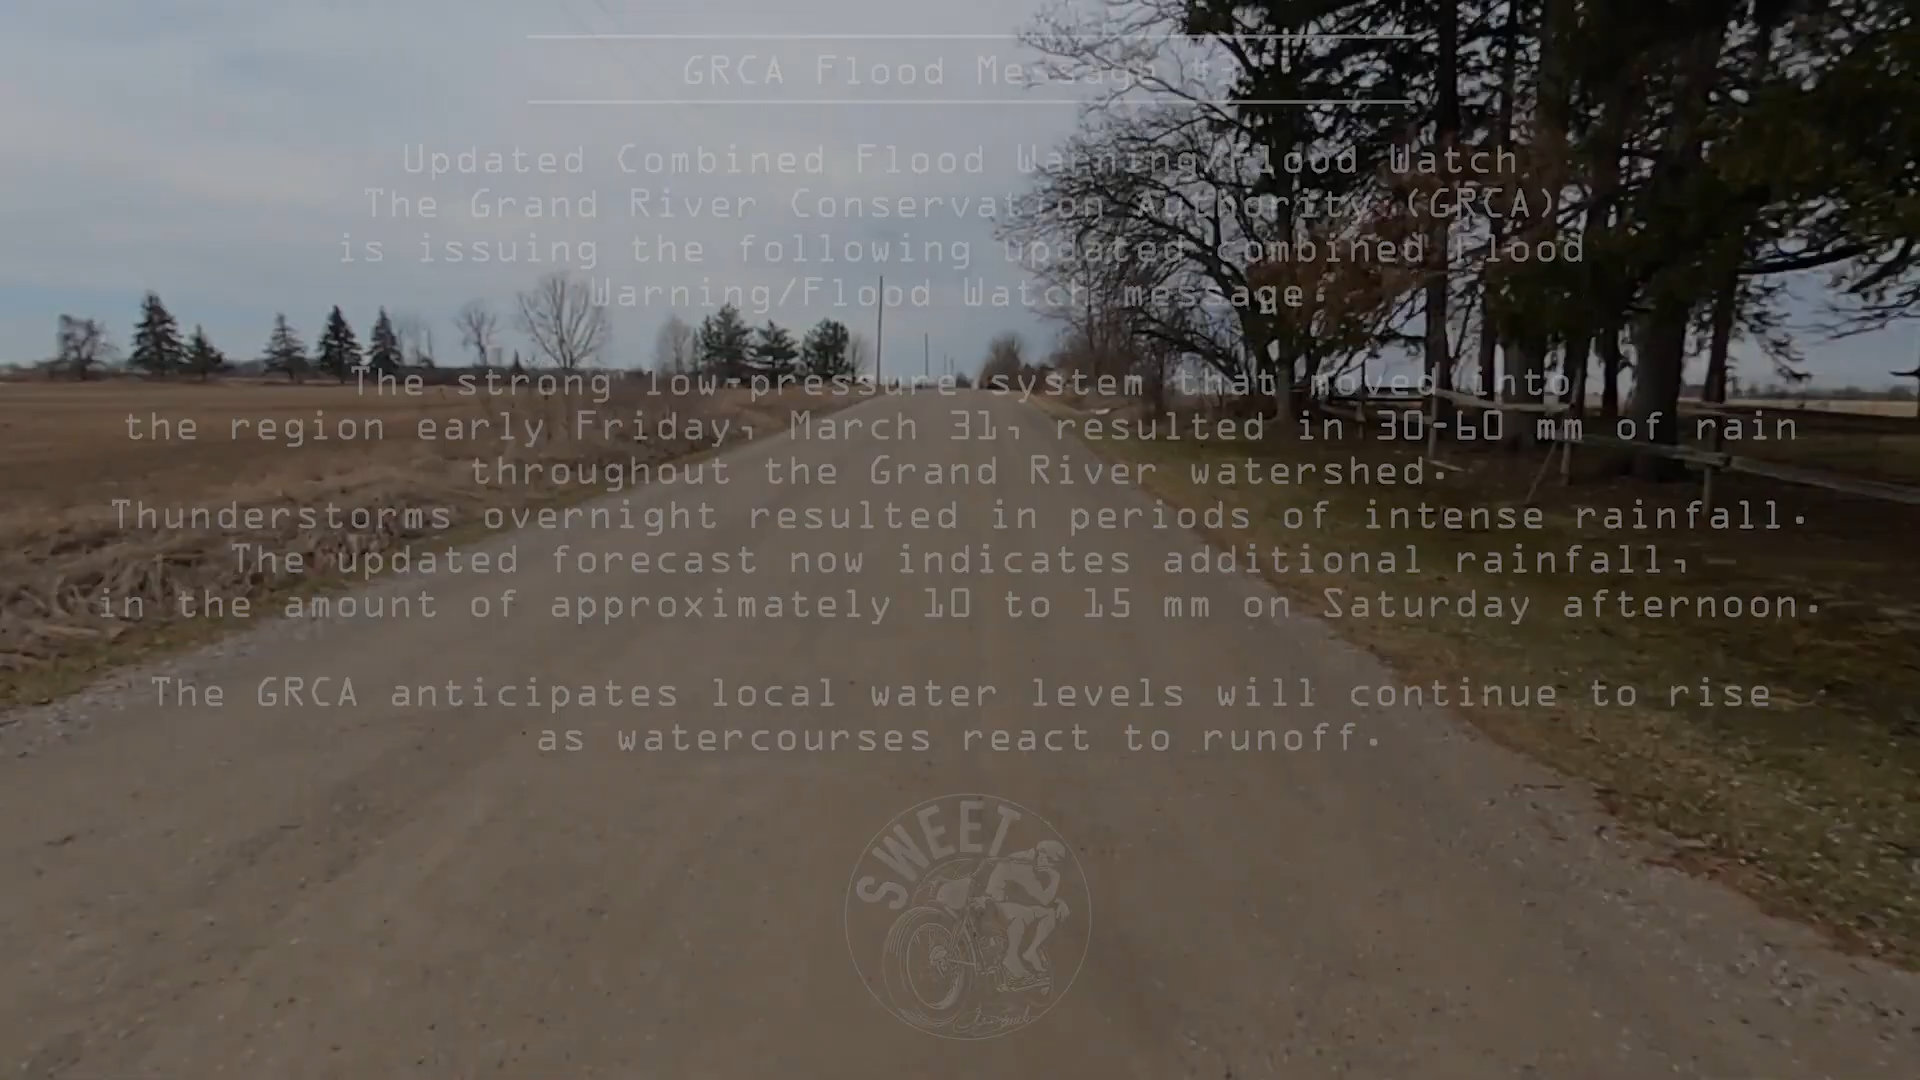 GRCA Flood Message
Updated Combined Flood Warning/Flood Watch
The Grand River Conservation Authority (GRCA)
is issuing the following updated combined Flood
Warning/Flood Watch message.
The strong low-pressure system that moved into
the region early Friday, March 31, resulted in 30-60 mm of rain
throughout the Grand River watershed.
Thunderstorms overnight resulted in periods of intense rainfall.
The updated forecast now indicates additional rainfall,
in the amount of approximately 10 to 15 mm on Saturday afternoon.
The GRCA anticipates local water levels will continue to rise
as watercourses react to runoff.
SWEET